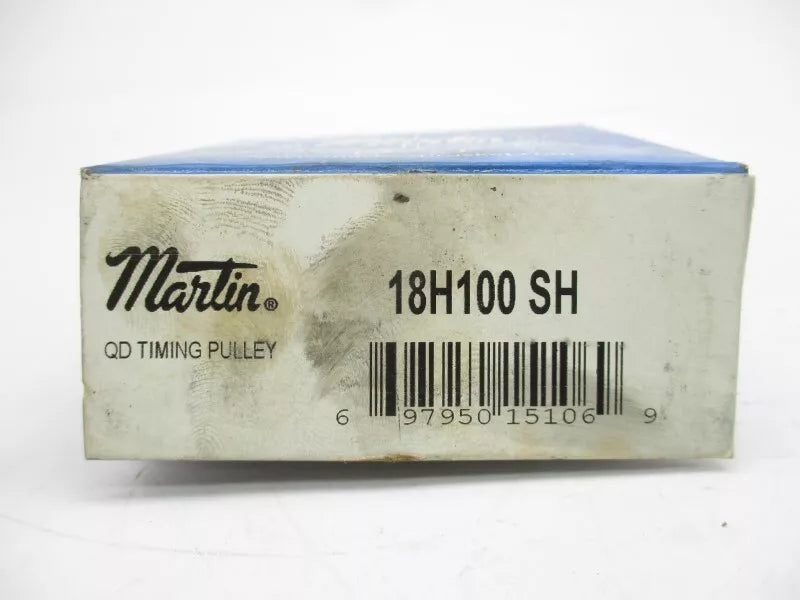 Martin®
18H100 SH
QD TIMING PULLEY
6 97950 15106 9